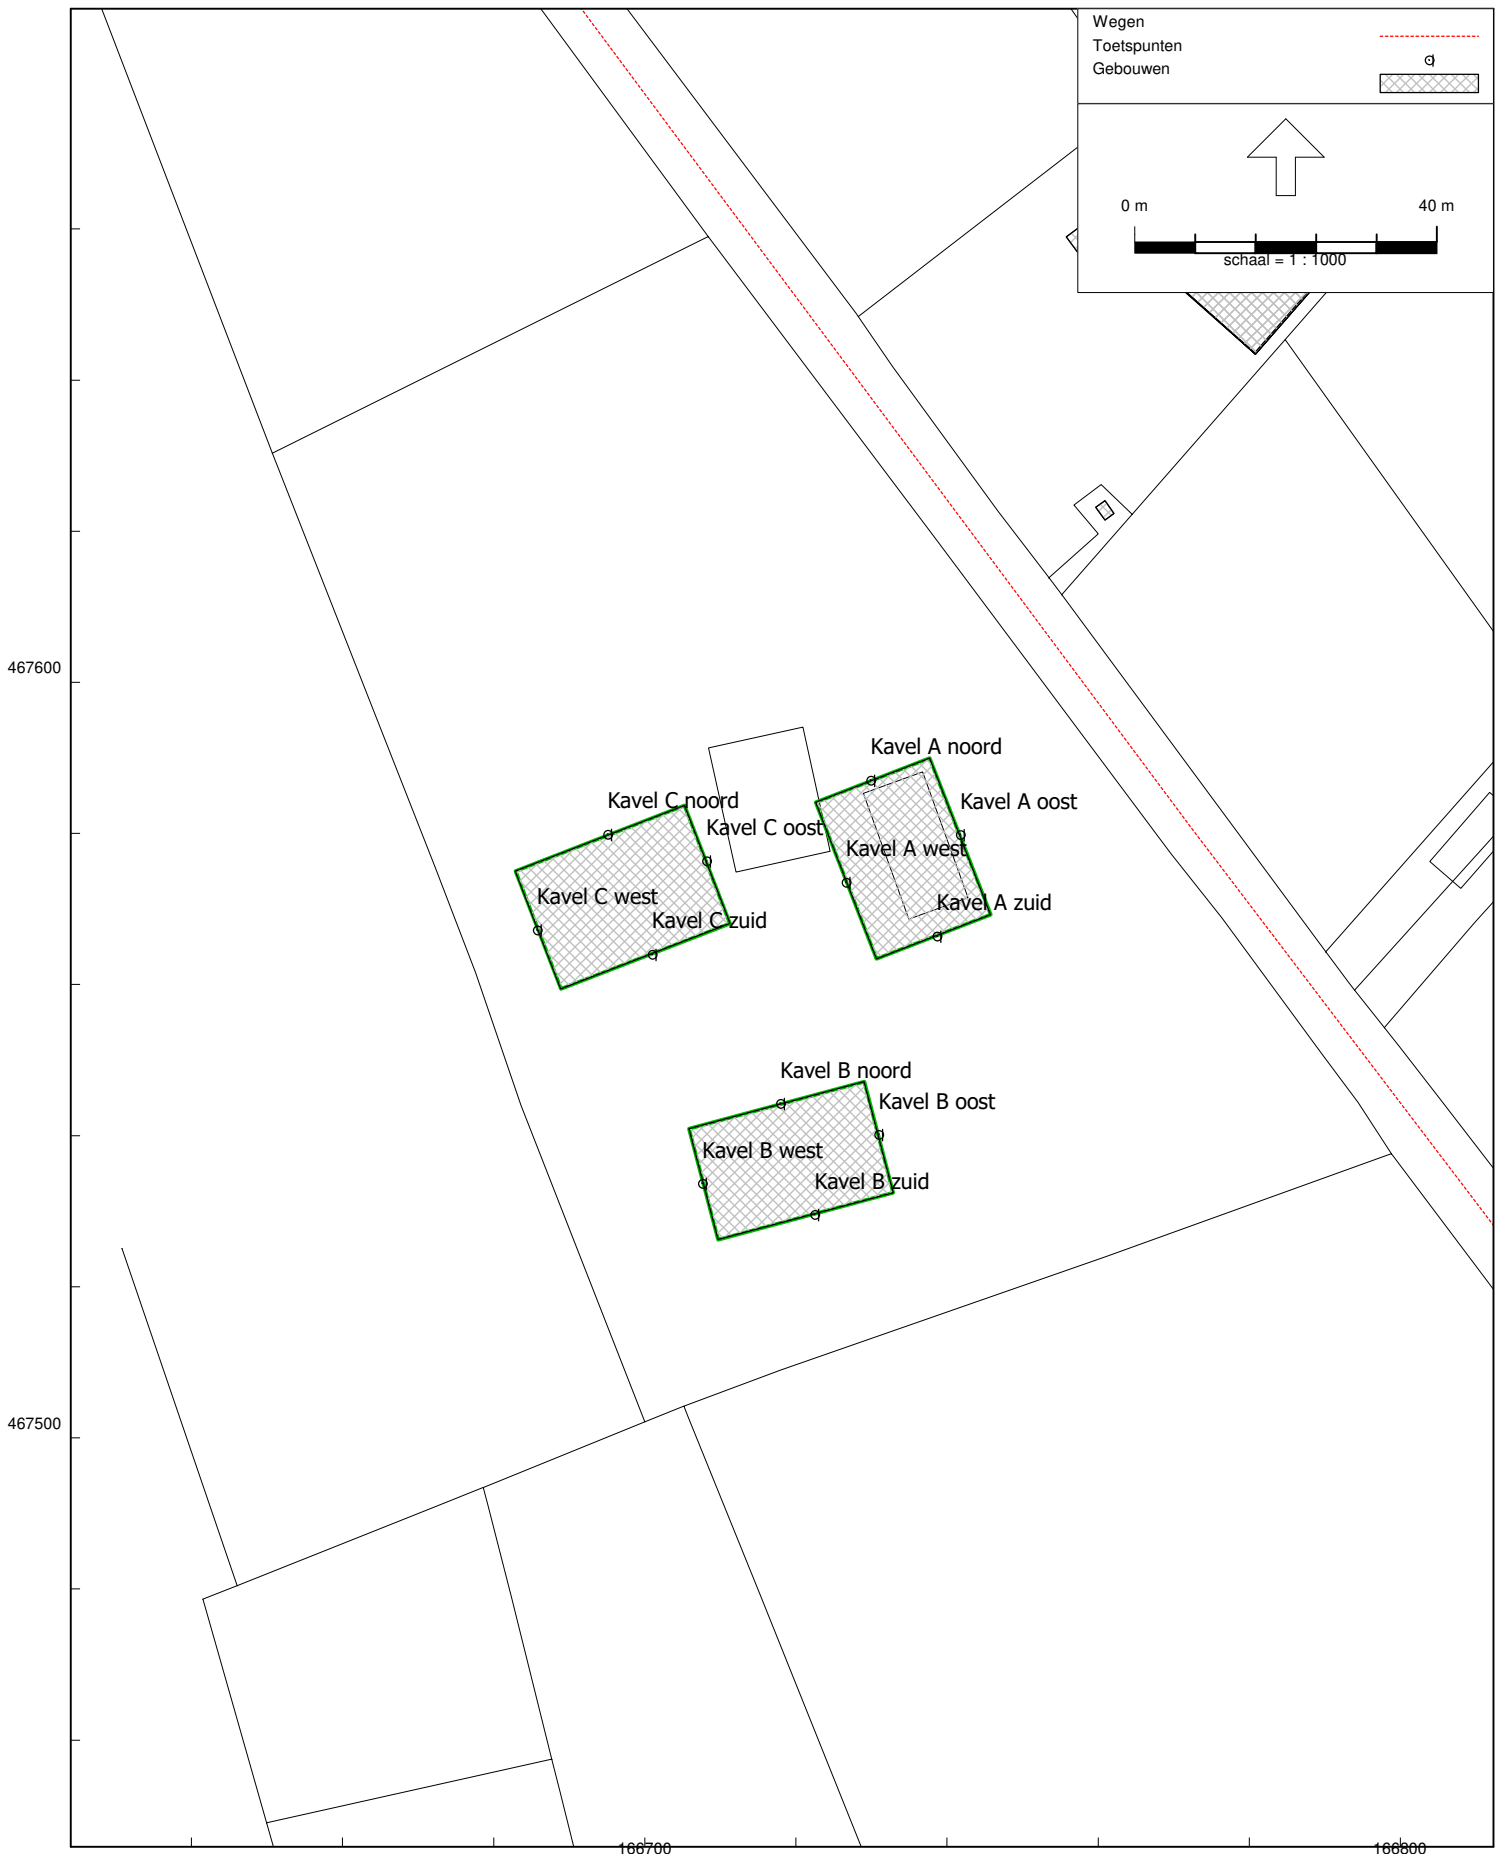 Wegen
Toetspunten
Gebouwen
0 m 40 m
schaal = 1 : 1000
467600
Kavel A noord
Kavel C noord
Kavel A oost
Kavel C oost
Kavel A west
Kavel C west
Kavel A zuid
Kavel C zuid
Kavel B noord
Kavel B oost
Kavel B west
Kavel B zuid
467500
166700 166800